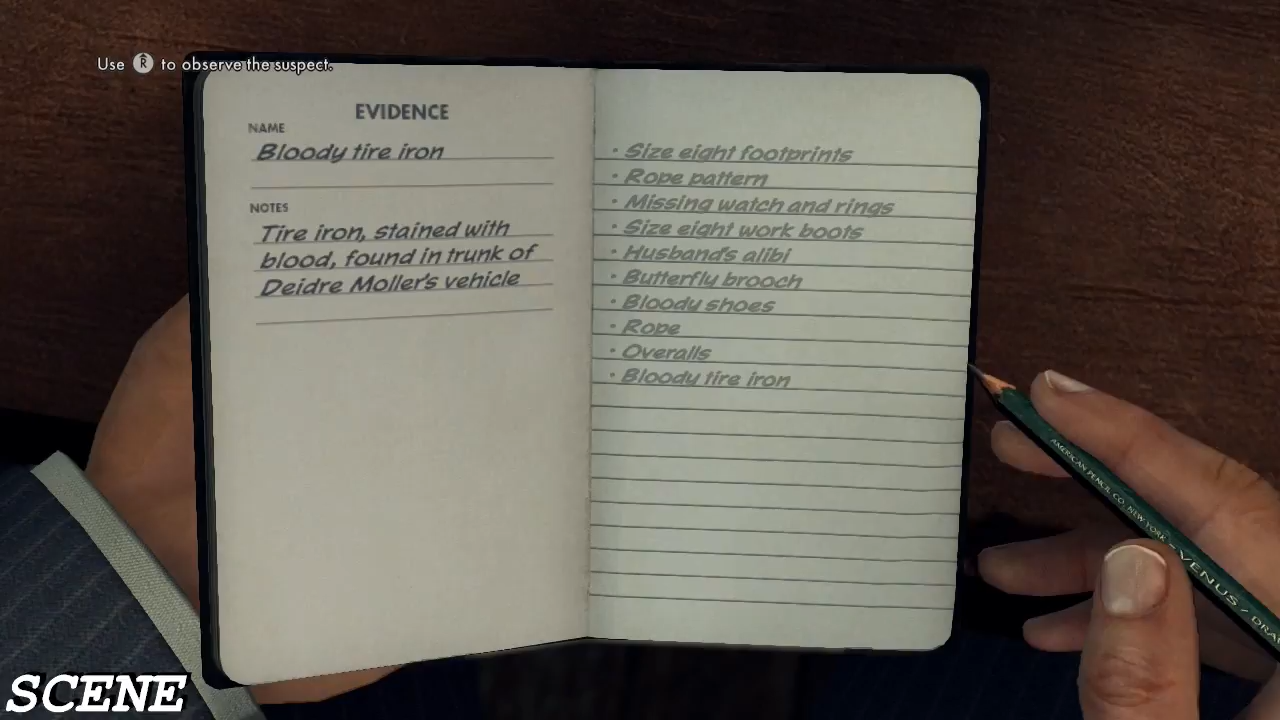 Use R to observe the suspect.
EVIDENCE
NAME
Bloody tire iron
NOTES
Tire iron, stained with
blood, found in trunk of
Deidre Moller's vehicle
• Size eight footprints
• Rope pattern
• Missing watch and rings
• Size eight work boots
• Husband's alibi
• Butterfly brooch
• Bloody shoes
• Rope
• Overalls
• Bloody tire iron
AMERICAN PENCIL CO. NEW YORK
VENUS / DRA
SCENE